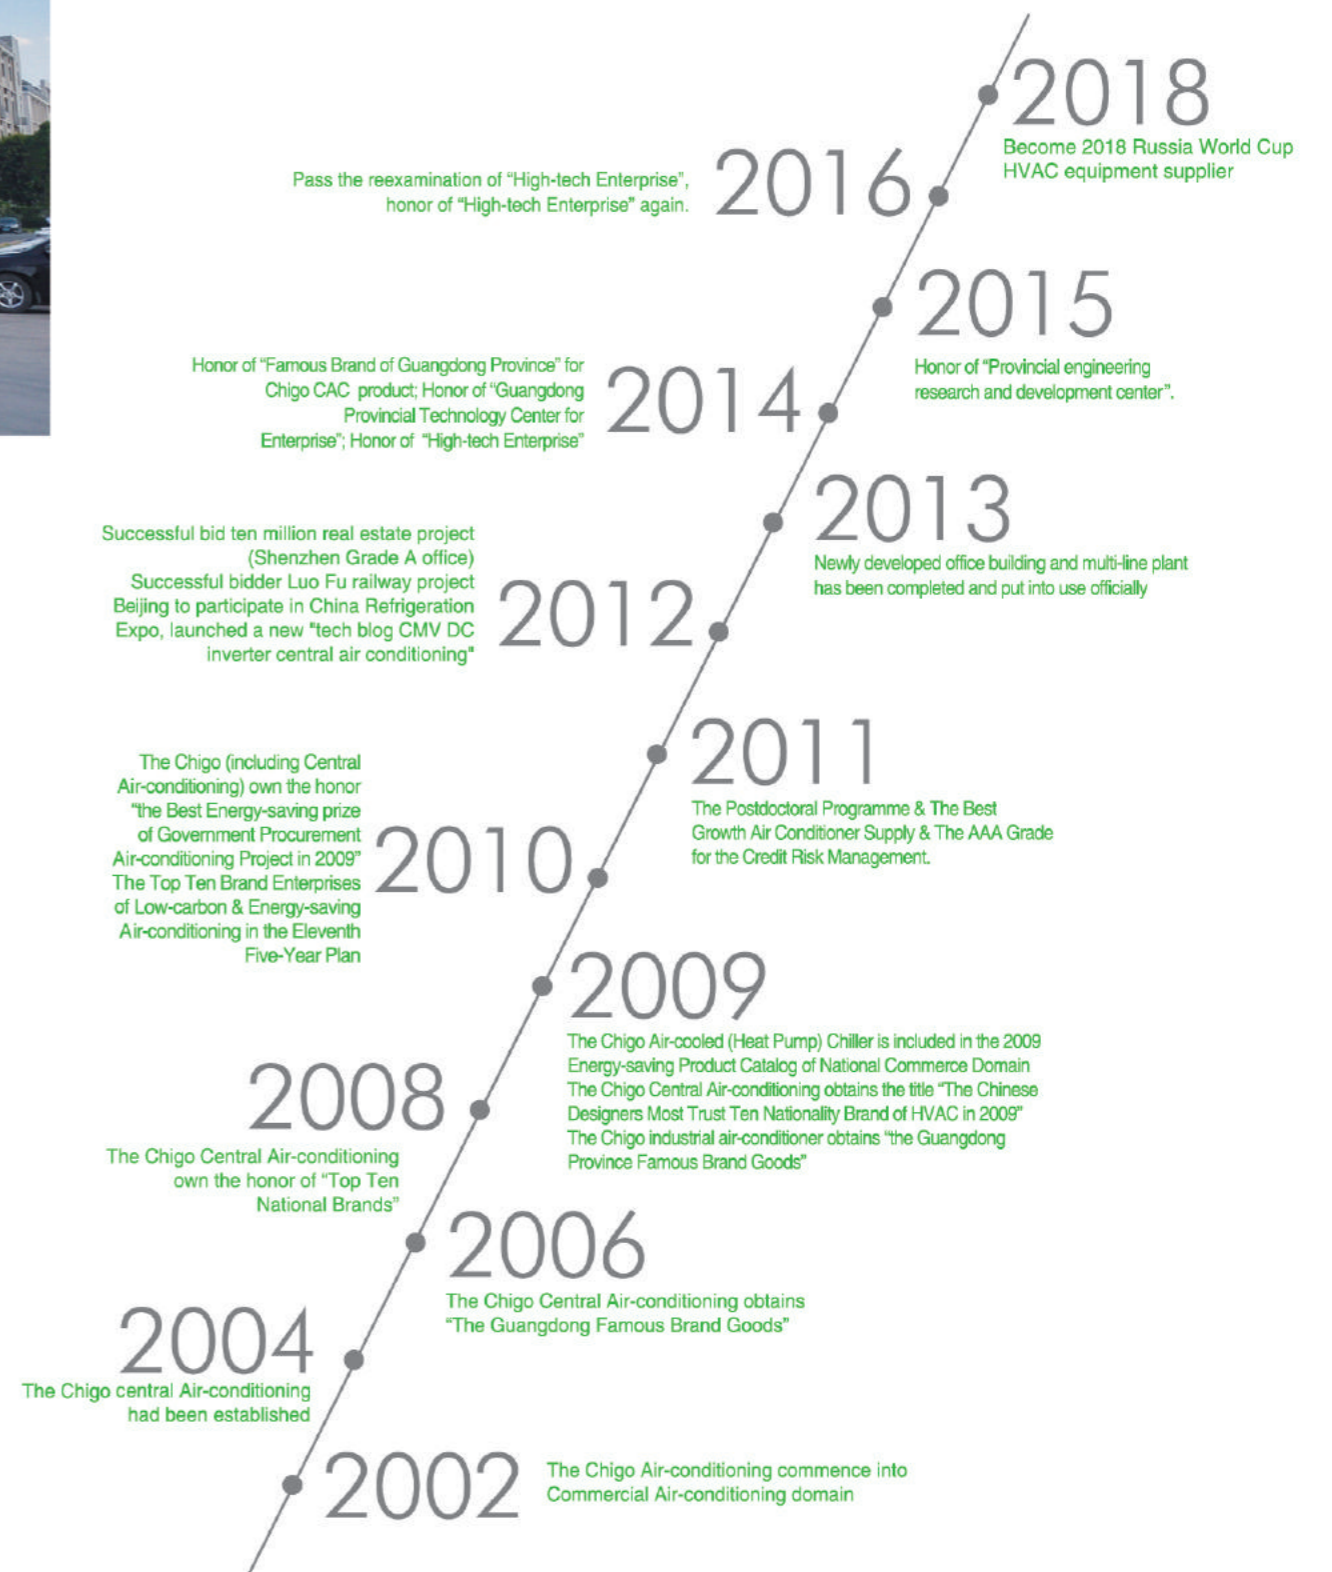 2018
Become 2018 Russia World Cup
HVAC equipment supplier
2016
Pass the reexamination of “High-tech Enterprise”,
honor of “High-tech Enterprise” again.
2015
Honor of “Provincial engineering
research and development center”.
2014
Honor of “Famous Brand of Guangdong Province” for
Chigo CAC product; Honor of “Guangdong
Provincial Technology Center for
Enterprise”; Honor of “High-tech Enterprise”
2013
Newly developed office building and multi-line plant
has been completed and put into use officially
2012
Successful bid ten million real estate project
(Shenzhen Grade A office)
Successful bidder Luo Fu railway project
Beijing to participate in China Refrigeration
Expo, launched a new "tech blog CMV DC
inverter central air conditioning"
2011
The Postdoctoral Programme & The Best
Growth Air Conditioner Supply & The AAA Grade
for the Credit Risk Management.
2010
The Chigo (including Central
Air-conditioning) own the honor
“the Best Energy-saving prize
of Government Procurement
Air-conditioning Project in 2009”
The Top Ten Brand Enterprises
of Low-carbon & Energy-saving
Air-conditioning in the Eleventh
Five-Year Plan
2009
The Chigo Air-cooled (Heat Pump) Chiller is included in the 2009
Energy-saving Product Catalog of National Commerce Domain
The Chigo Central Air-conditioning obtains the title “The Chinese
Designers Most Trust Ten Nationality Brand of HVAC in 2009”
The Chigo industrial air-conditioner obtains “the Guangdong
Province Famous Brand Goods”
2008
The Chigo Central Air-conditioning
own the honor of “Top Ten
National Brands”
2006
The Chigo Central Air-conditioning obtains
“The Guangdong Famous Brand Goods”
2004
The Chigo central Air-conditioning
had been established
2002
The Chigo Air-conditioning commence into
Commercial Air-conditioning domain